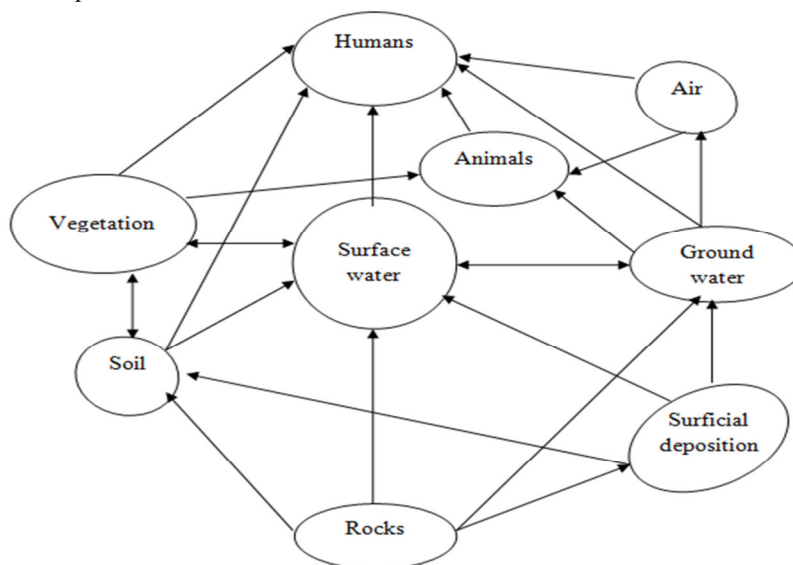 Humans
Air
Animals
Vegetation
Surface
water
Ground
water
Soil
Surficial
deposition
Rocks